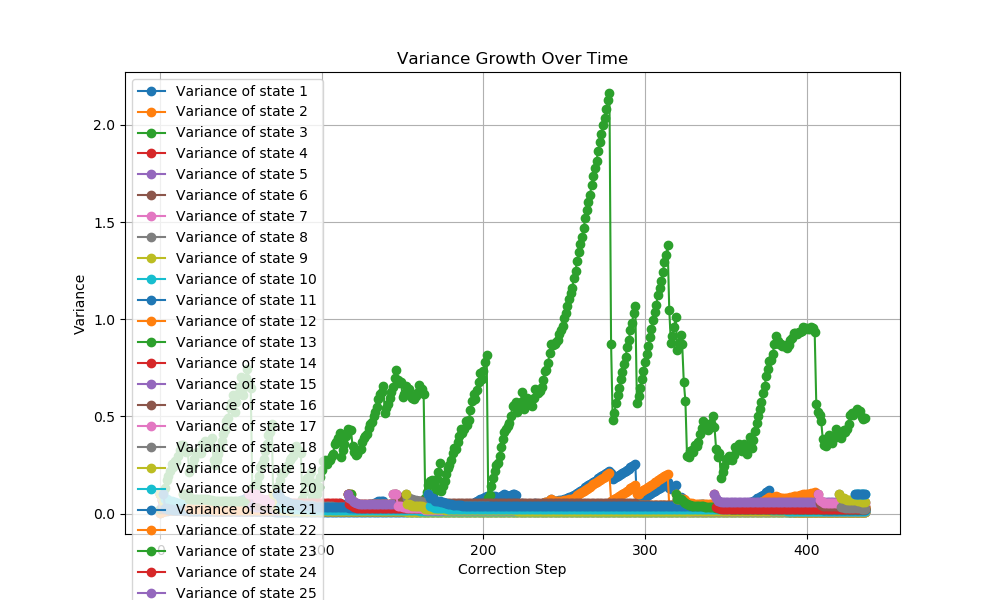 Variance Growth Over Time
2.0
1.5
1.0
0.5
0.0
Variance
Variance of state 1
Variance of state 2
Variance of state 3
Variance of state 4
Variance of state 5
Variance of state 6
Variance of state 7
Variance of state 8
Variance of state 9
Variance of state 10
Variance of state 11
Variance of state 12
Variance of state 13
Variance of state 14
Variance of state 15
Variance of state 16
Variance of state 17
Variance of state 18
Variance of state 19
Variance of state 20
Variance of state 21
Variance of state 22
Variance of state 23
Variance of state 24
Variance of state 25
0 100 200 300 400
Correction Step